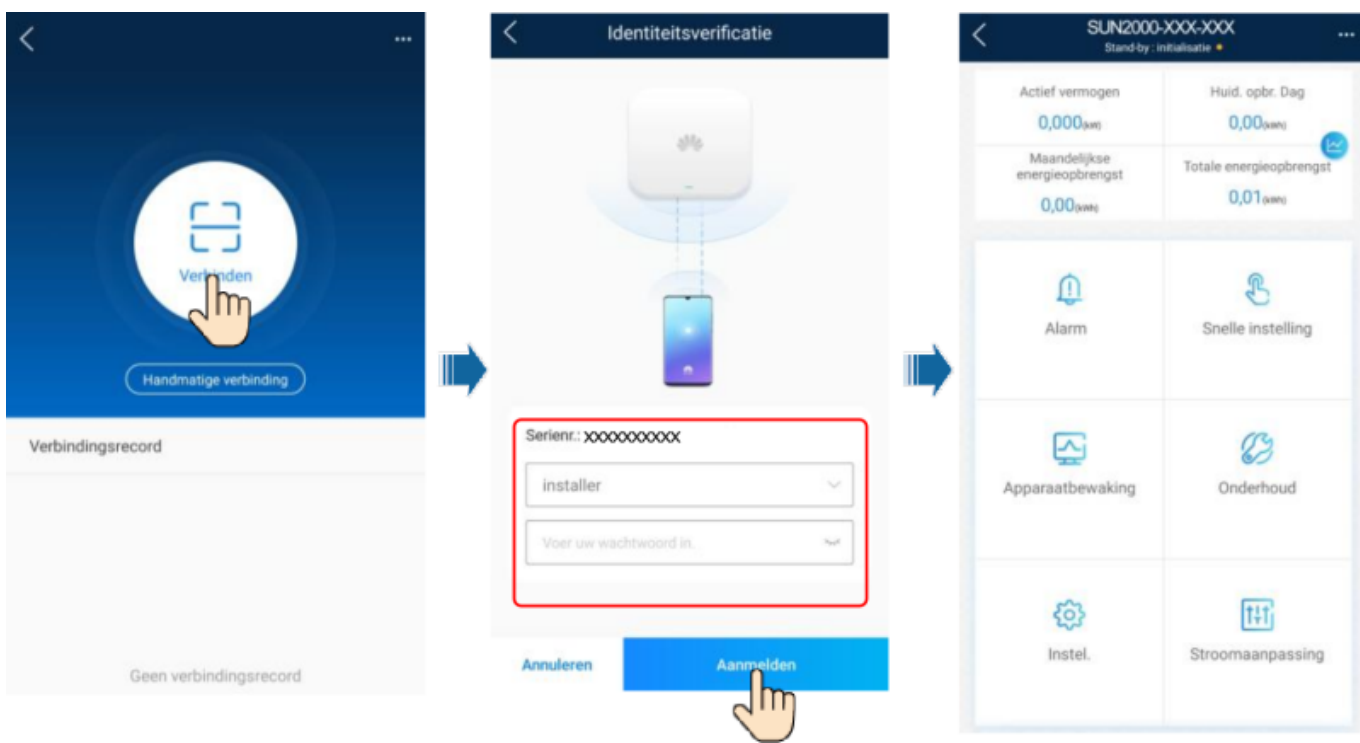 ...
Verbinden
Handmatige verbinding
Verbindingsrecord
Geen verbindingsrecord
Identiteitsverificatie
Serienr.: XXXXXXXXXX
installer
Voer uw wachtwoord in.
Annuleren
Aanmelden
SUN2000-XXX-XXX
...
Stand-by : initialisatie
Actief vermogen
Huid. opbr. Dag
0,000(kW)
0,00(kWh)
Maandelijkse
energieopbrengst
Totale energieopbrengst
0,00(kWh)
0,01(kWh)
Alarm
Snelle instelling
Apparaatbewaking
Onderhoud
Instel.
Stroomaanpassing